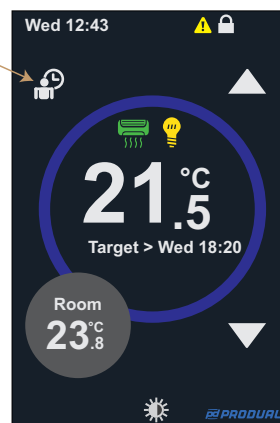 Wed 12:43
21.5 °C
Target > Wed 18:20
Room
23.8 °C
PRODUAL